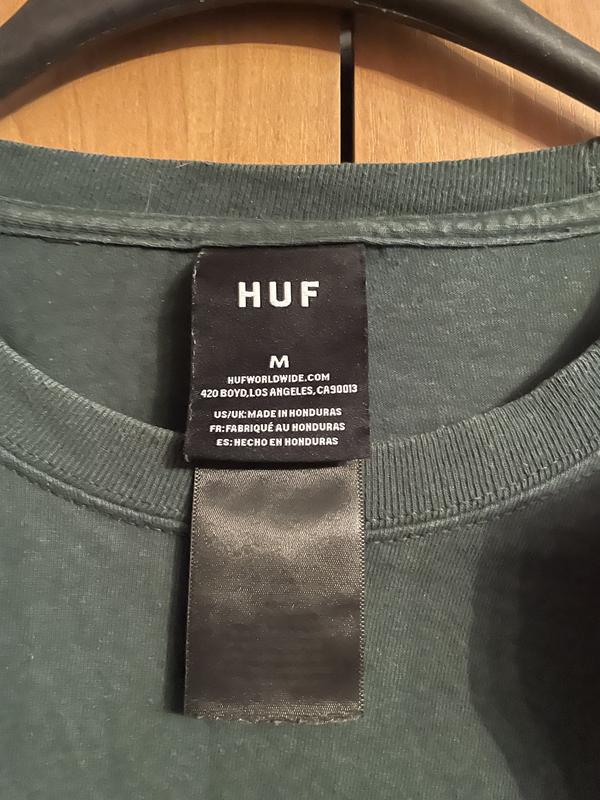 HUF
M
HUFWORLDWIDE.COM
420 BOYD,LOS ANGELES,CA90013
US/UK:MADE IN HONDURAS
FR:FABRIQUÉ AU HONDURAS
ES:HECHO EN HONDURAS